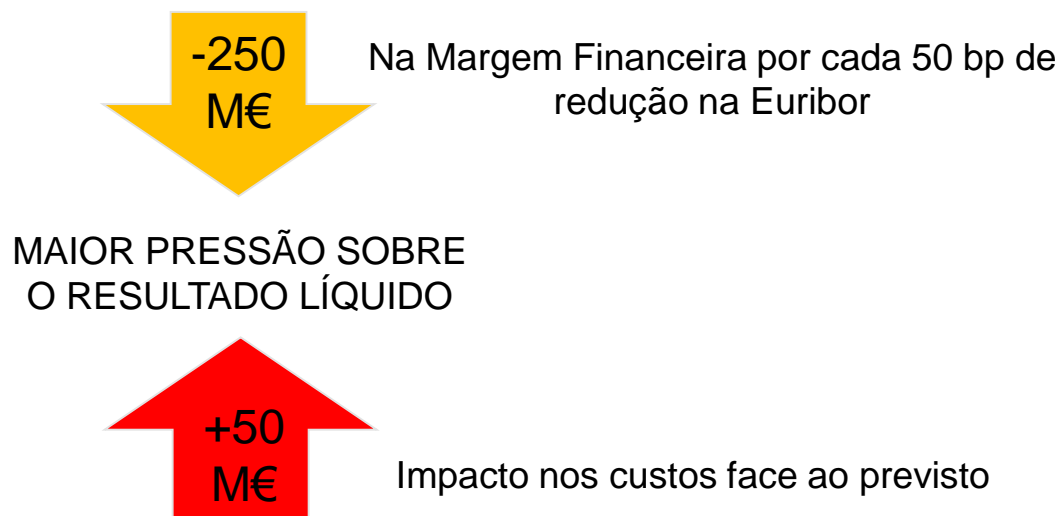 -250
M€
Na Margem Financeira por cada 50 bp de
redução na Euribor
MAIOR PRESSÃO SOBRE
O RESULTADO LÍQUIDO
+50
M€
Impacto nos custos face ao previsto